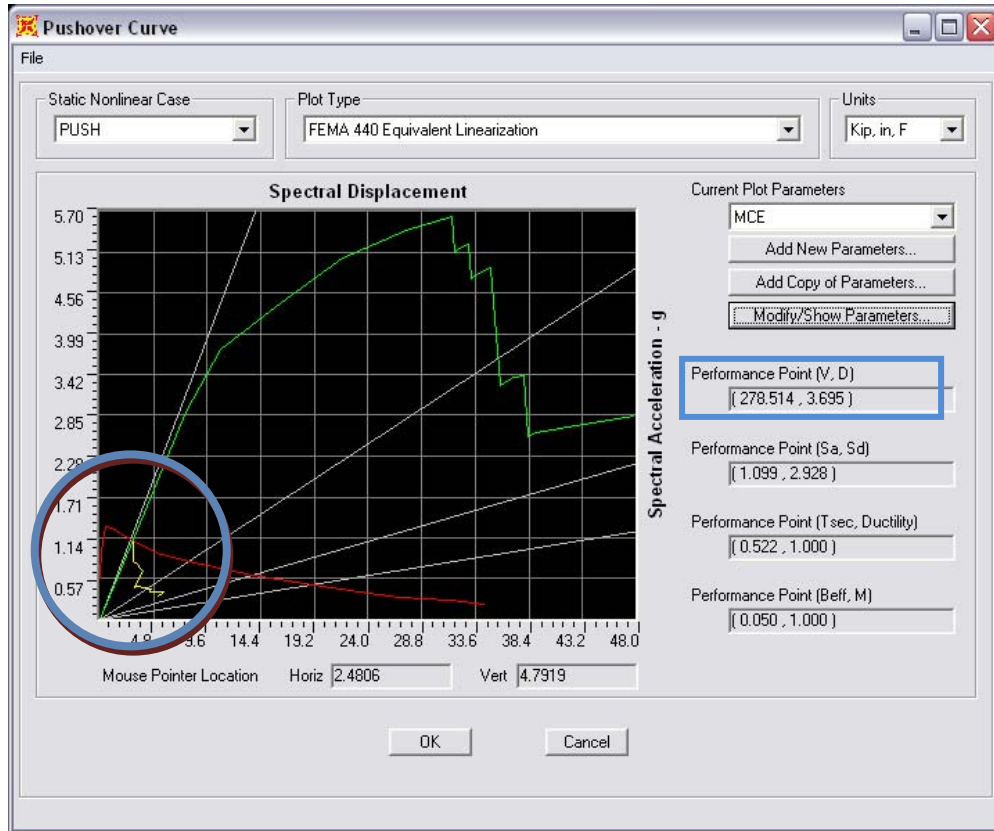 Pushover Curve
File
Static Nonlinear Case
PUSH
Plot Type
FEMA 440 Equivalent Linearization
Units
Kip, in, F
Spectral Displacement
5.70
5.13
4.56
3.99
3.42
2.85
2.29
1.71
1.14
0.57
4.8 9.6 14.4 19.2 24.0 28.8 33.6 38.4 43.2 48.0
Spectral Acceleration - g
Mouse Pointer Location Horiz 2.4806 Vert 4.7919
Current Plot Parameters
MCE
Add New Parameters...
Add Copy of Parameters...
Modify/Show Parameters...
Performance Point (V, D)
( 278.514 , 3.695 )
Performance Point (Sa, Sd)
( 1.099 , 2.928 )
Performance Point (Tsec, Ductility)
( 0.522 , 1.000 )
Performance Point (Beff, M)
( 0.050 , 1.000 )
OK Cancel